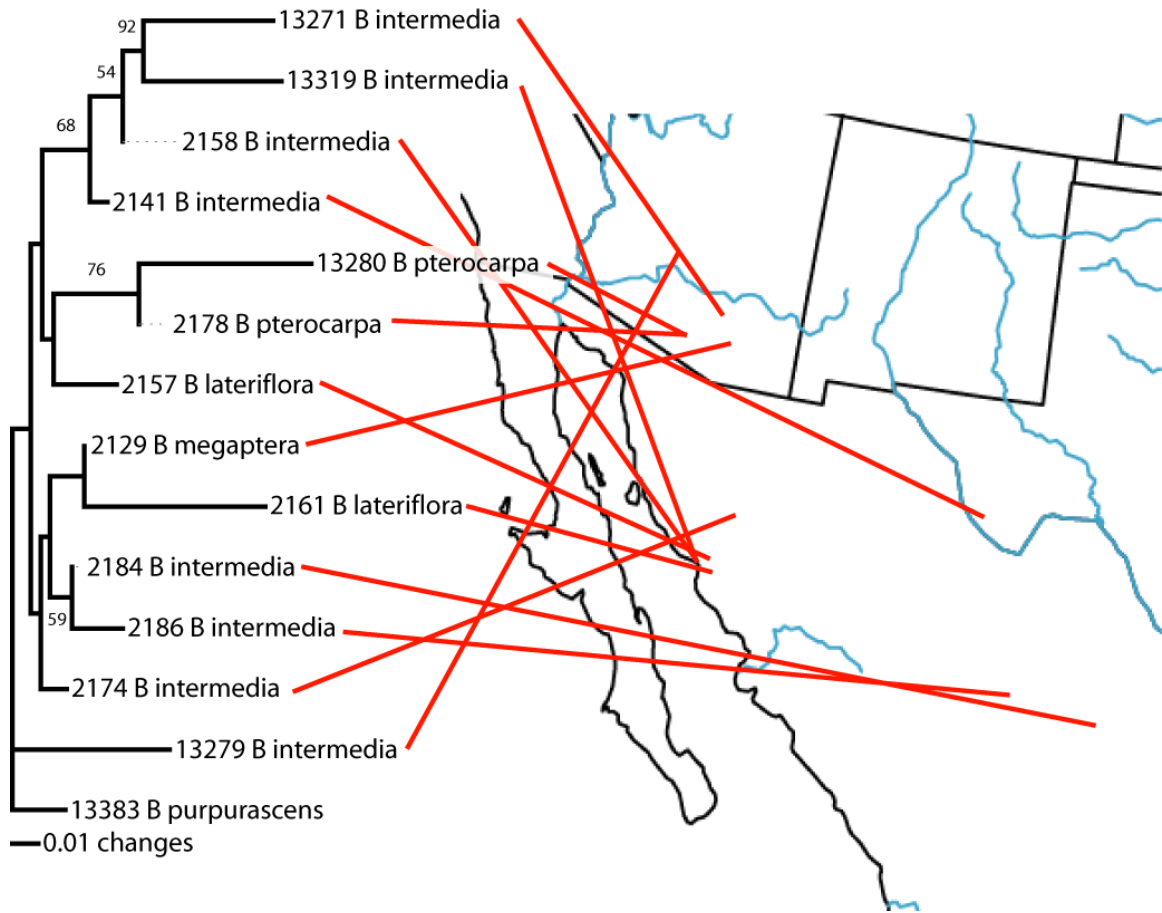 92
13271 B intermedia
54
13319 B intermedia
68
2158 B intermedia
2141 B intermedia
76
13280 B pterocarpa
2178 B pterocarpa
2157 B lateriflora
2129 B megaptera
2161 B lateriflora
2184 B intermedia
59
2186 B intermedia
2174 B intermedia
13279 B intermedia
13383 B purpurascens
0.01 changes